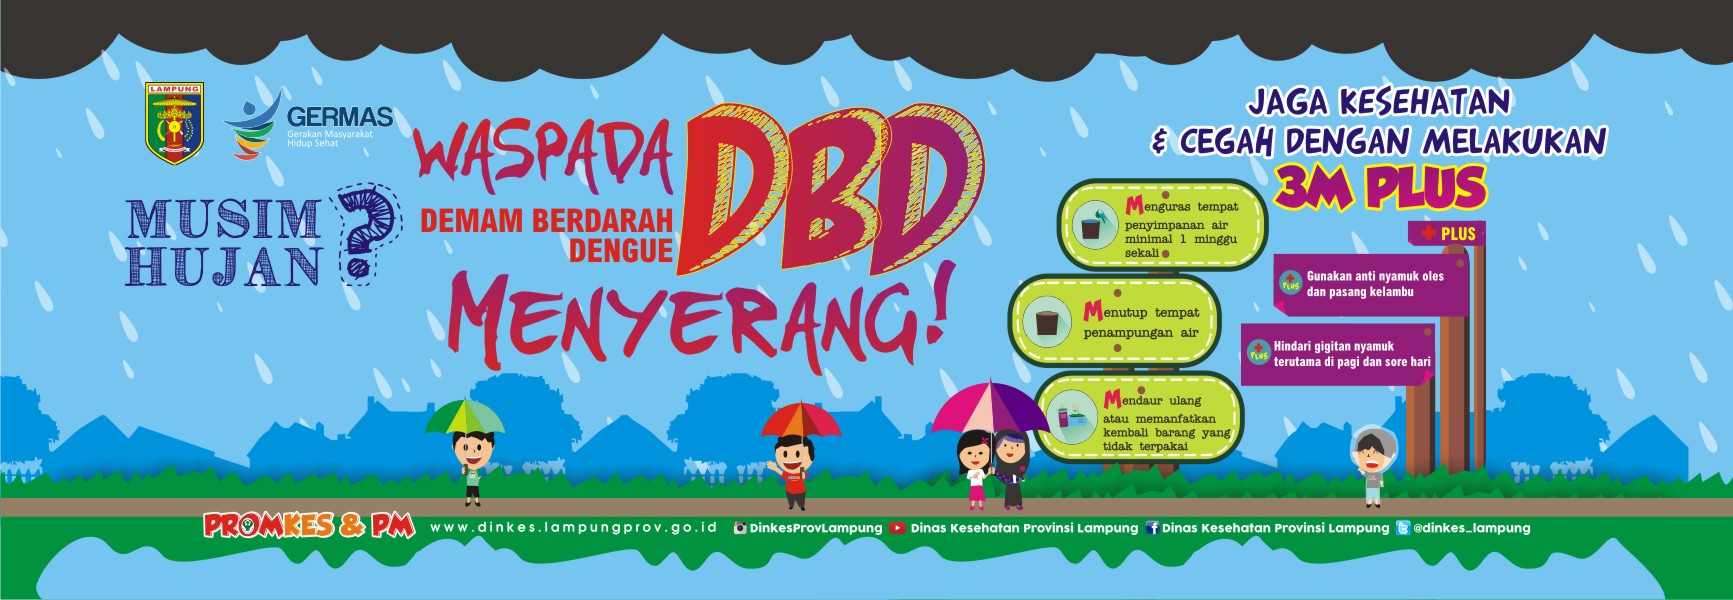 LAMPUNG
GERMAS
Gerakan Masyarakat
Hidup Sehat
MUSIM
HUJAN?
WASPADA
DEMAM BERDARAH
DENGUE
DBD
MENYERANG!
JAGA KESEHATAN
& CEGAH DENGAN MELAKUKAN
3M PLUS
Menguras tempat
penyimpanan air
minimal 1 minggu
sekali
Menutup tempat
penampungan air
Mendaur ulang
atau memanfatkan
kembali barang yang
tidak terpakai
PLUS
PLUS
Gunakan anti nyamuk oles
dan pasang kelambu
PLUS
Hindari gigitan nyamuk
terutama di pagi dan sore hari
PROMKES & PM www.dinkes.lampungprov.go.id DinkesProvLampung Dinas Kesehatan Provinsi Lampung Dinas Kesehatan Provinsi Lampung @dinkes_lampung